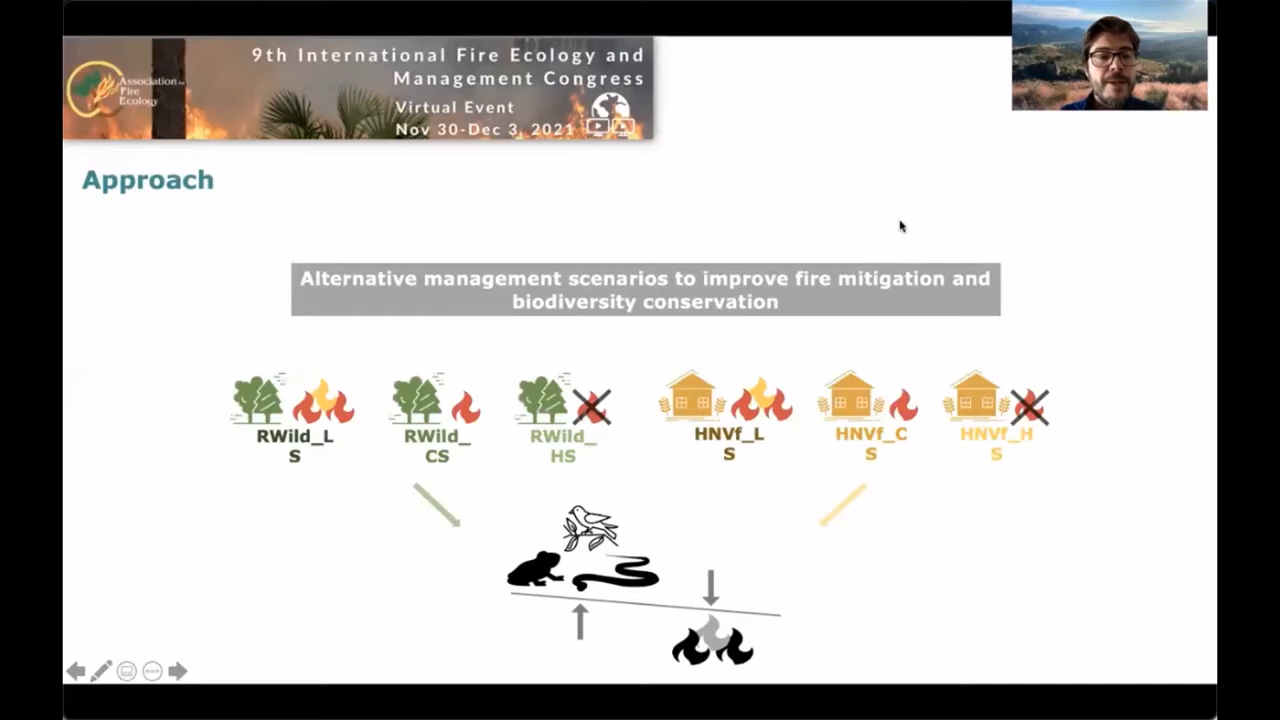 9th International Fire Ecology and
Management Congress
Association for
Fire
Ecology
Virtual Event
Nov 30-Dec 3, 2021
Approach
Alternative management scenarios to improve fire mitigation and
biodiversity conservation
RWild_L
S
RWild_
CS
RWild_
HS
HNVf_L
S
HNVf_C
S
HNVf_H
S